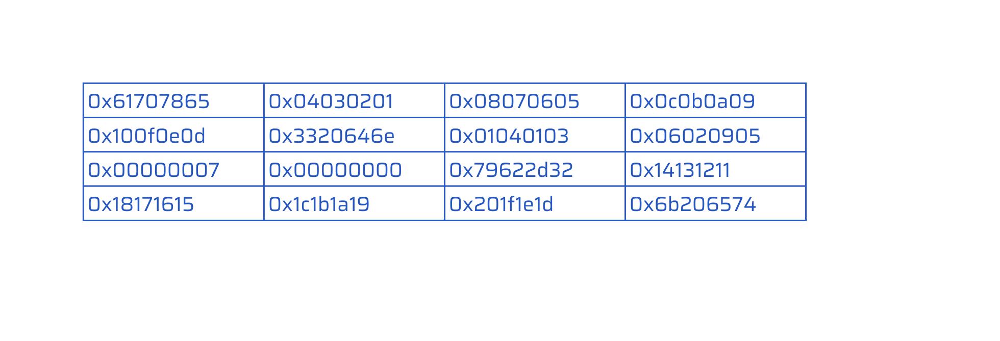 0x61707865 0x04030201 0x08070605 0x0c0b0a09
0x100f0e0d 0x3320646e 0x01040103 0x06020905
0x00000007 0x00000000 0x79622d32 0x14131211
0x18171615 0x1c1b1a19 0x201f1e1d 0x6b206574